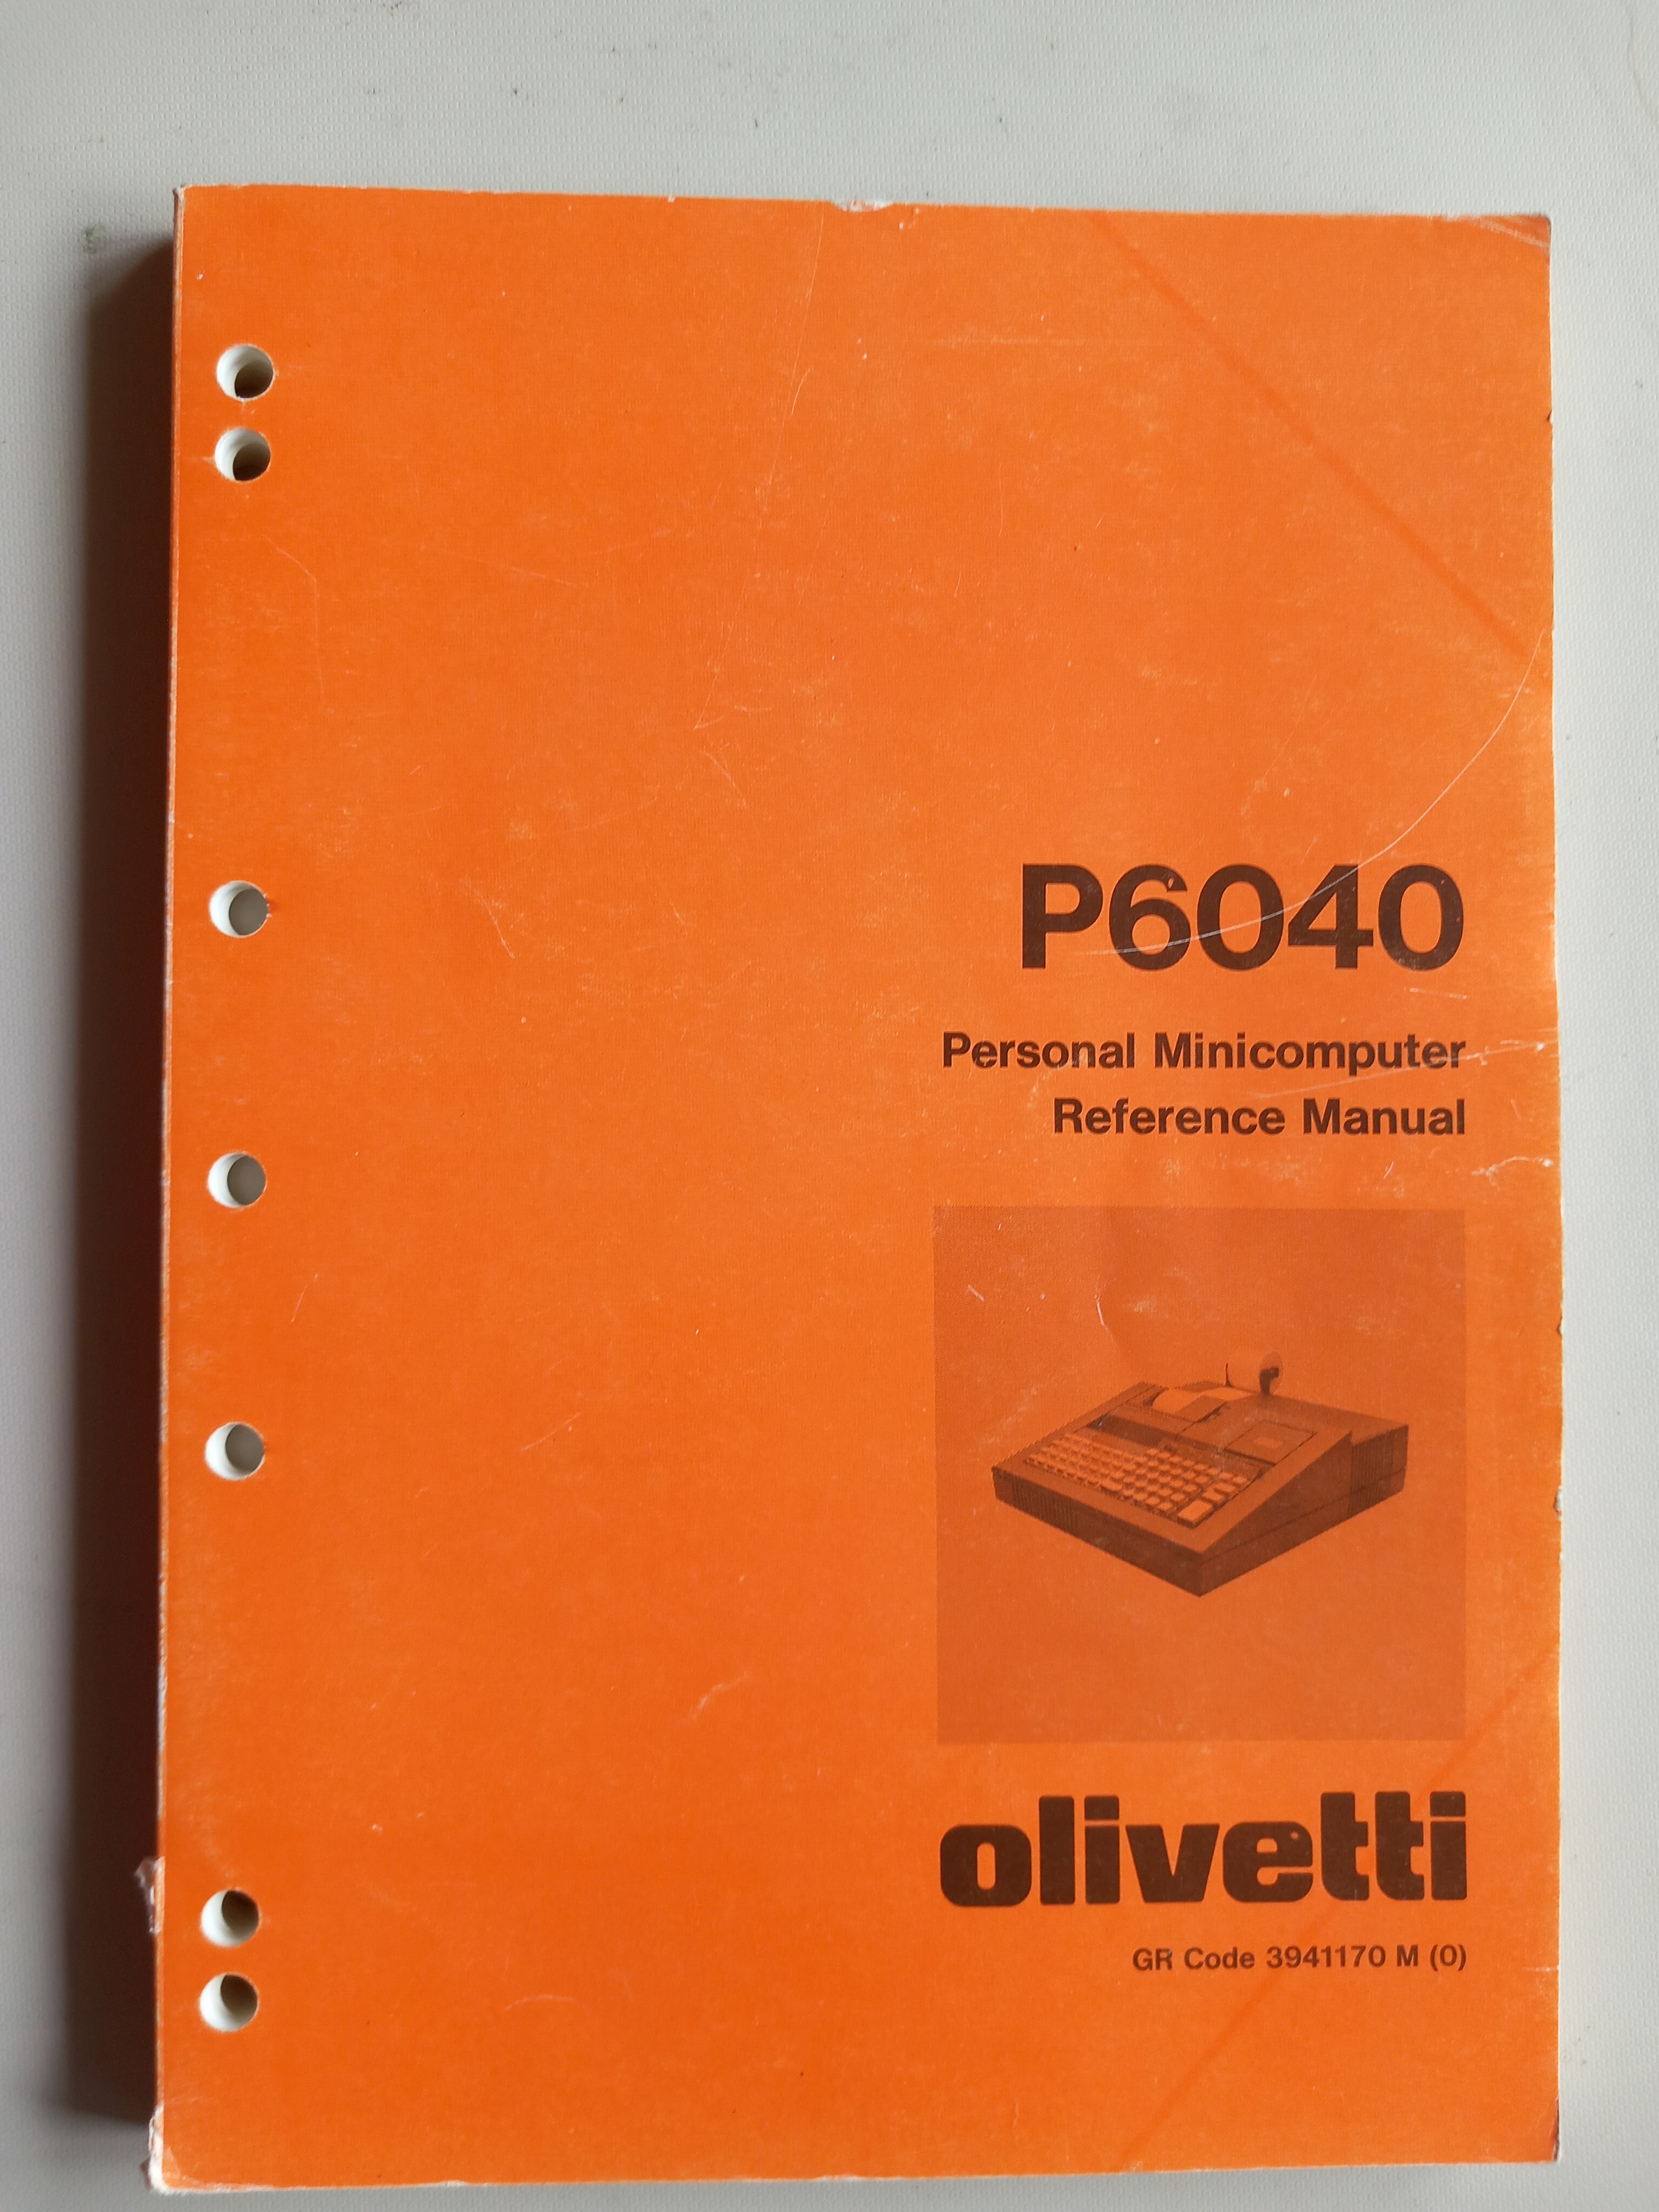 P6040
Personal Minicomputer
Reference Manual
olivetti
GR Code 3941170 M (0)